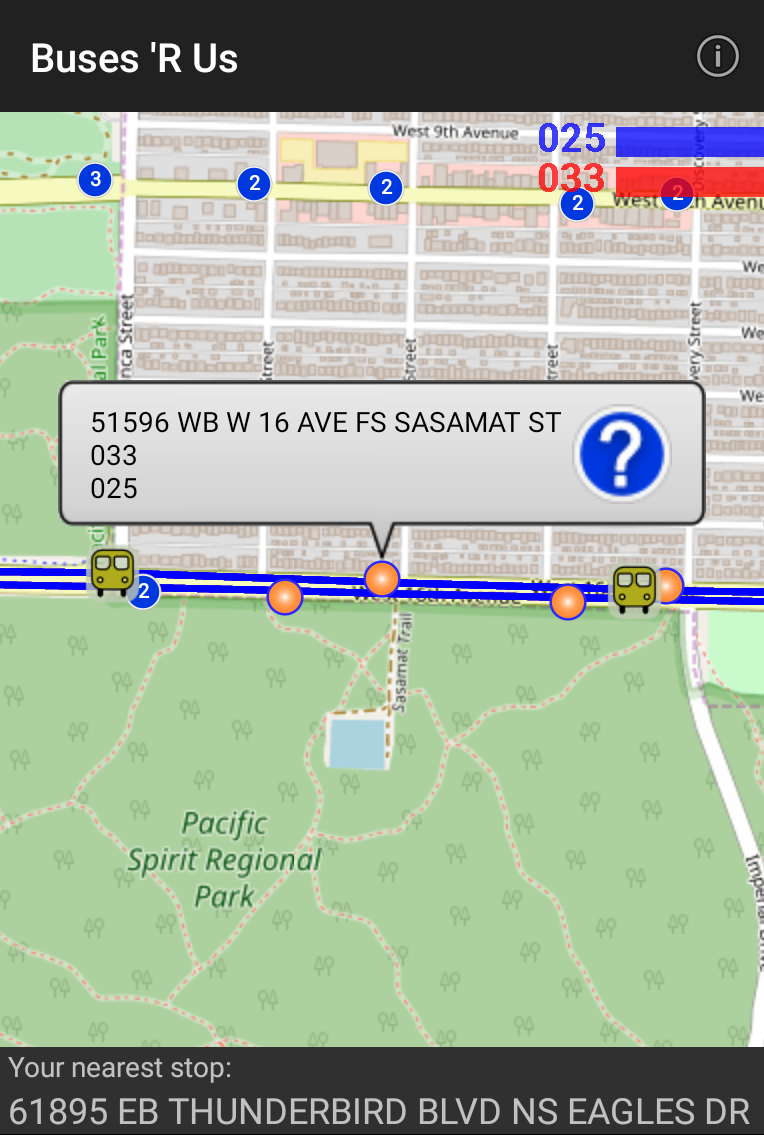 Buses 'R Us
West 9th Avenue
025
033
3
2
2
2
2
51596 WB W 16 AVE FS SASAMAT ST
033
025
?
2
Sasamat Trail
Pacific
Spirit Regional
Park
Your nearest stop:
61895 EB THUNDERBIRD BLVD NS EAGLES DR